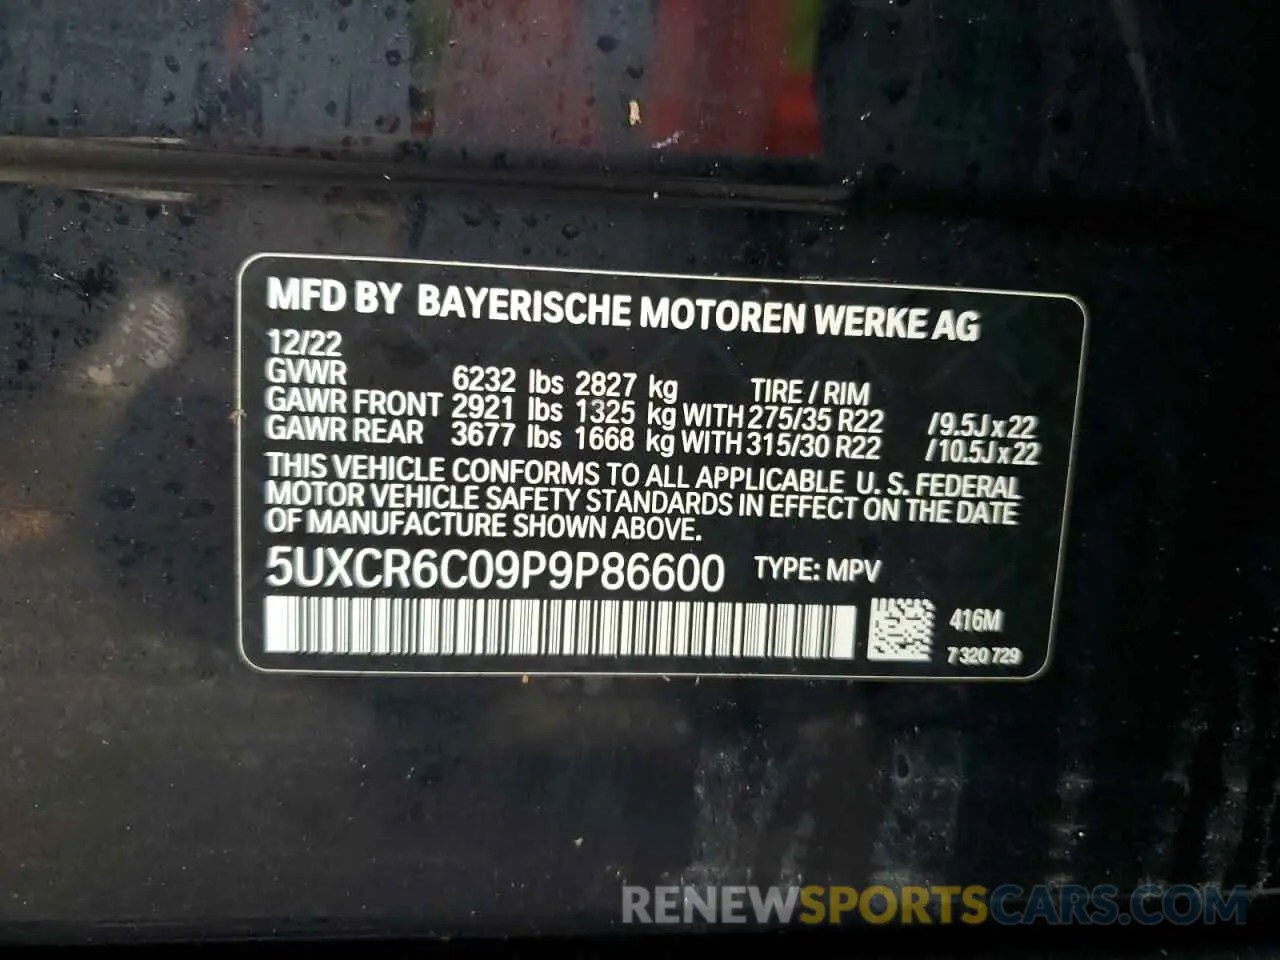 MFD BY BAYERISCHE MOTOREN WERKE AG
12/22
GVWR 6232 lbs 2827 kg TIRE / RIM
GAWR FRONT 2921 lbs 1325 kg WITH 275/35 R22 /9.5J x 22
GAWR REAR 3677 lbs 1668 kg WITH 315/30 R22 /10.5J x 22
THIS VEHICLE CONFORMS TO ALL APPLICABLE U. S. FEDERAL
MOTOR VEHICLE SAFETY STANDARDS IN EFFECT ON THE DATE
OF MANUFACTURE SHOWN ABOVE.
5UXCR6C09P9P86600 TYPE: MPV
416M
7 320 729
RENEWSPORTSCARS.COM